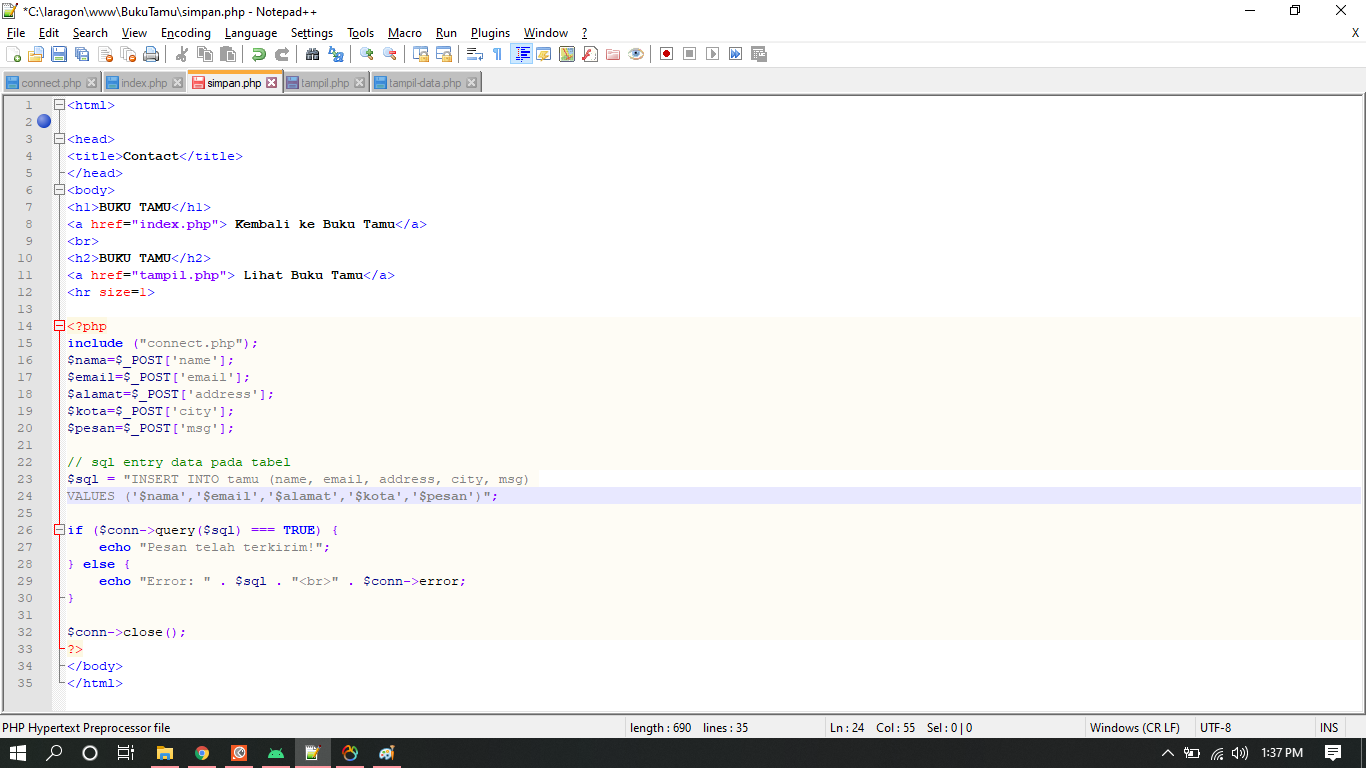 *C:\laragon\www\BukuTamu\simpan.php - Notepad++
File Edit Search View Encoding Language Settings Tools Macro Run Plugins Window ? X
connect.php index.php simpan.php tampil.php tampil-data.php
1 <html>
2
3 <head>
4 <title>Contact</title>
5 </head>
6 <body>
7 <h1>BUKU TAMU</h1>
8 <a href="index.php"> Kembali ke Buku Tamu</a>
9 <br>
10 <h2>BUKU TAMU</h2>
11 <a href="tampil.php"> Lihat Buku Tamu</a>
12 <hr size=1>
13
14 <?php
15 include ("connect.php");
16 $nama=$_POST['name'];
17 $email=$_POST['email'];
18 $alamat=$_POST['address'];
19 $kota=$_POST['city'];
20 $pesan=$_POST['msg'];
21
22 // sql entry data pada tabel
23 $sql = "INSERT INTO tamu (name, email, address, city, msg)
24 VALUES ('$nama','$email','$alamat','$kota','$pesan')";
25
26 if ($conn->query($sql) === TRUE) {
27     echo "Pesan telah terkirim!";
28 } else {
29     echo "Error: " . $sql . "<br>" . $conn->error;
30 }
31
32 $conn->close();
33 ?>
34 </body>
35 </html>
PHP Hypertext Preprocessor file length : 690 lines : 35 Ln : 24 Col : 55 Sel : 0 | 0 Windows (CR LF) UTF-8 INS
1:37 PM